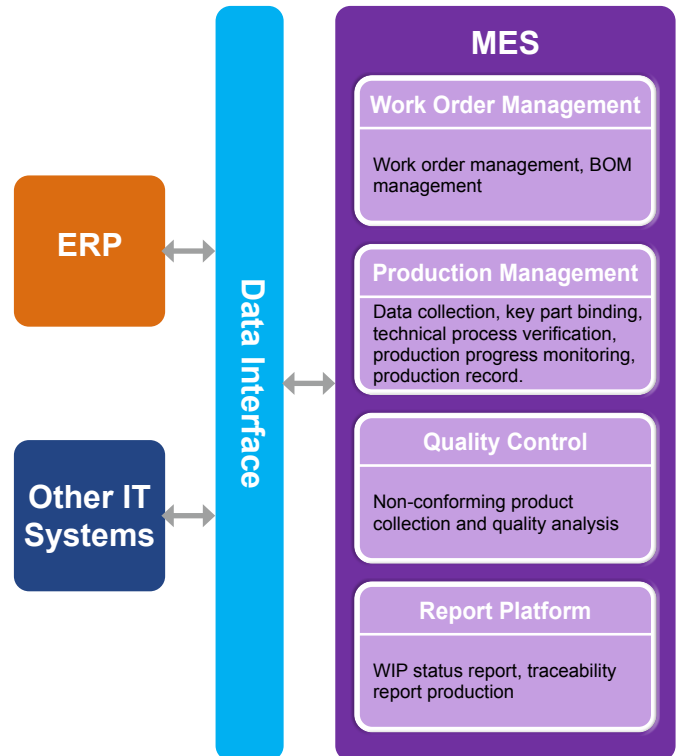 ERP
Other IT
Systems
Data Interface
MES
Work Order Management
Work order management, BOM
management
Production Management
Data collection, key part binding,
technical process verification,
production progress monitoring,
production record.
Quality Control
Non-conforming product
collection and quality analysis
Report Platform
WIP status report, traceability
report production